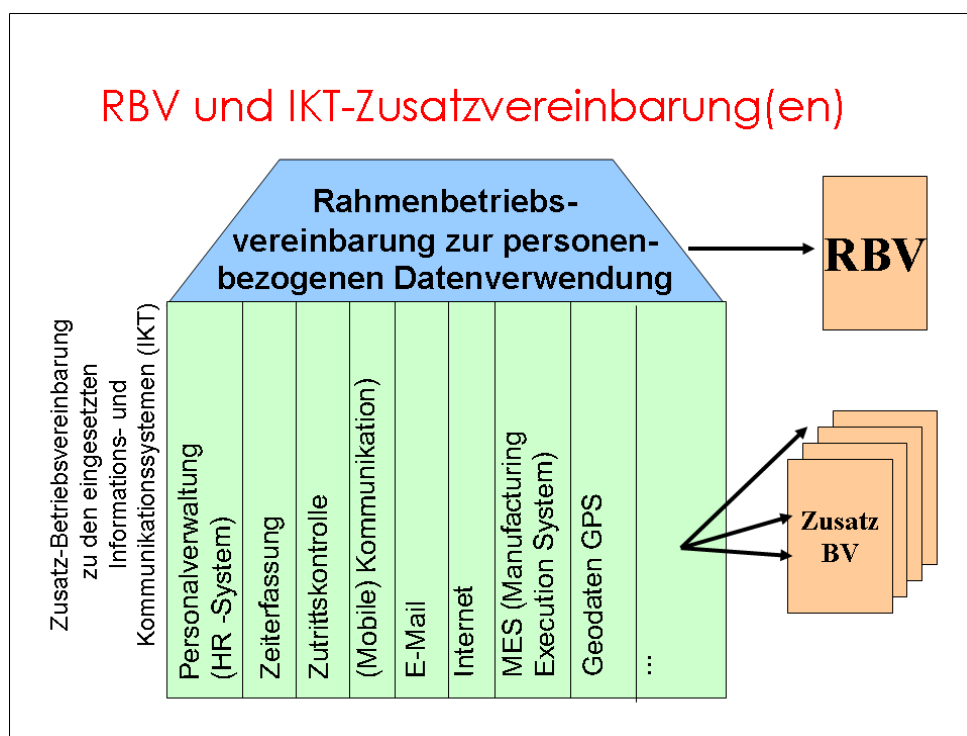 RBV und IKT-Zusatzvereinbarung(en)
Rahmenbetriebs-
vereinbarung zur personen-
bezogenen Datenverwendung
RBV
Zusatz-Betriebsvereinbarung
zu den eingesetzten
Informations- und
Kommunikationssystemen (IKT)
Personalverwaltung
(HR -System)
Zeiterfassung
Zutrittskontrolle
(Mobile) Kommunikation)
E-Mail
Internet
MES (Manufacturing
Execution System)
Geodaten GPS
...
Zusatz
BV